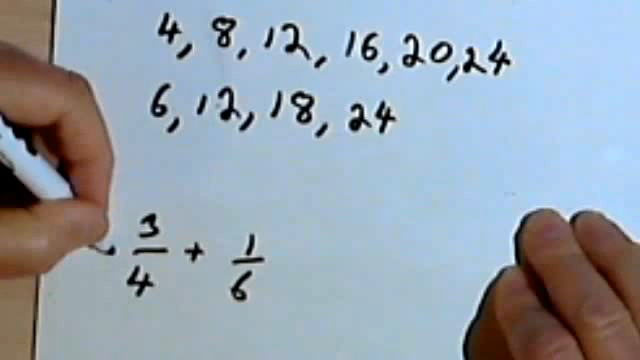 4, 8, 12, 16, 20, 24
6, 12, 18, 24
3/4 + 1/6